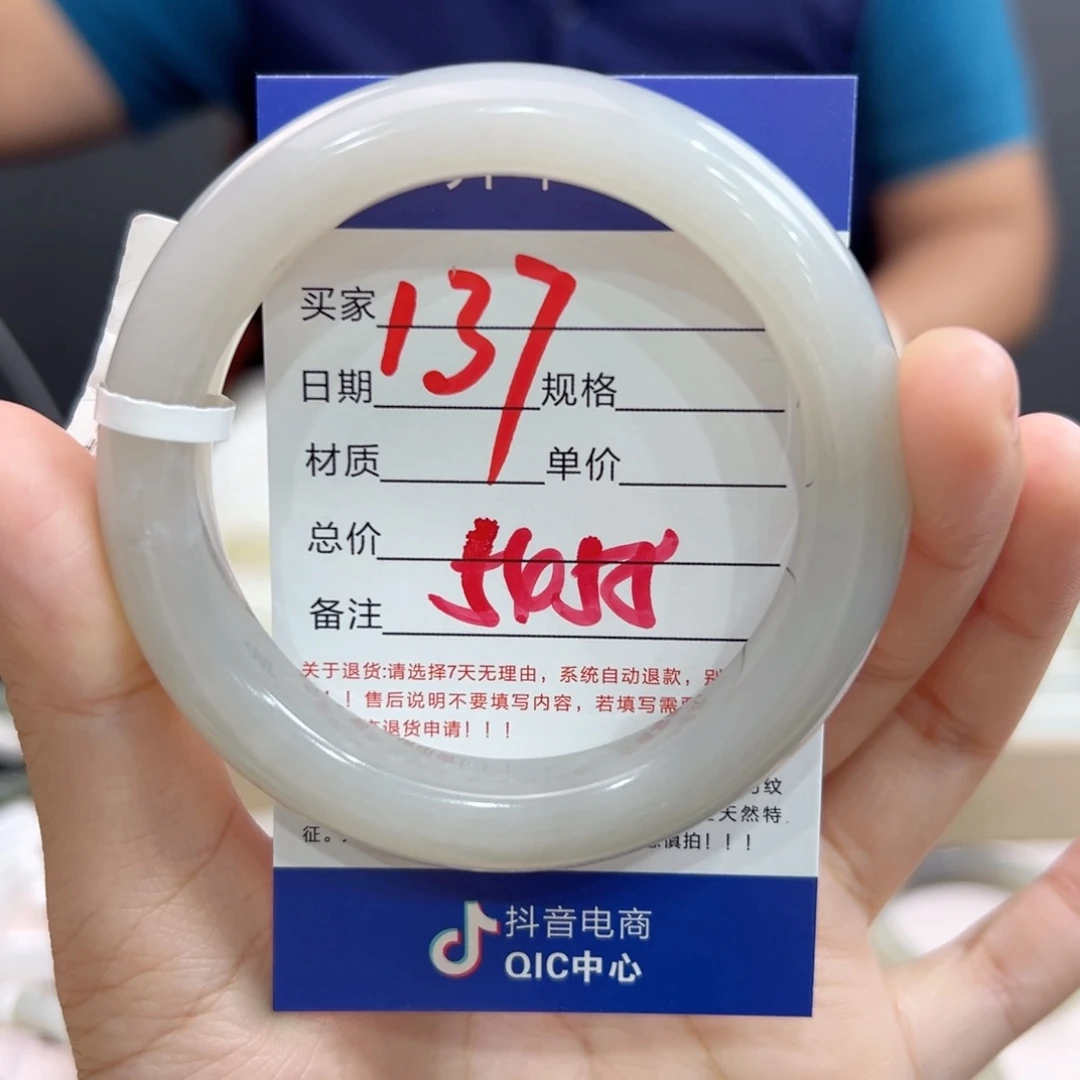 买家 137
日期 规格
材质 单价
总价
备注
关于退货:请选择7天无理由，系统自动退款，别
！！售后说明不要填写内容，若填写需
退货申请！！！
纹
天然特
征。 慎拍！！！
抖音电商
QIC中心